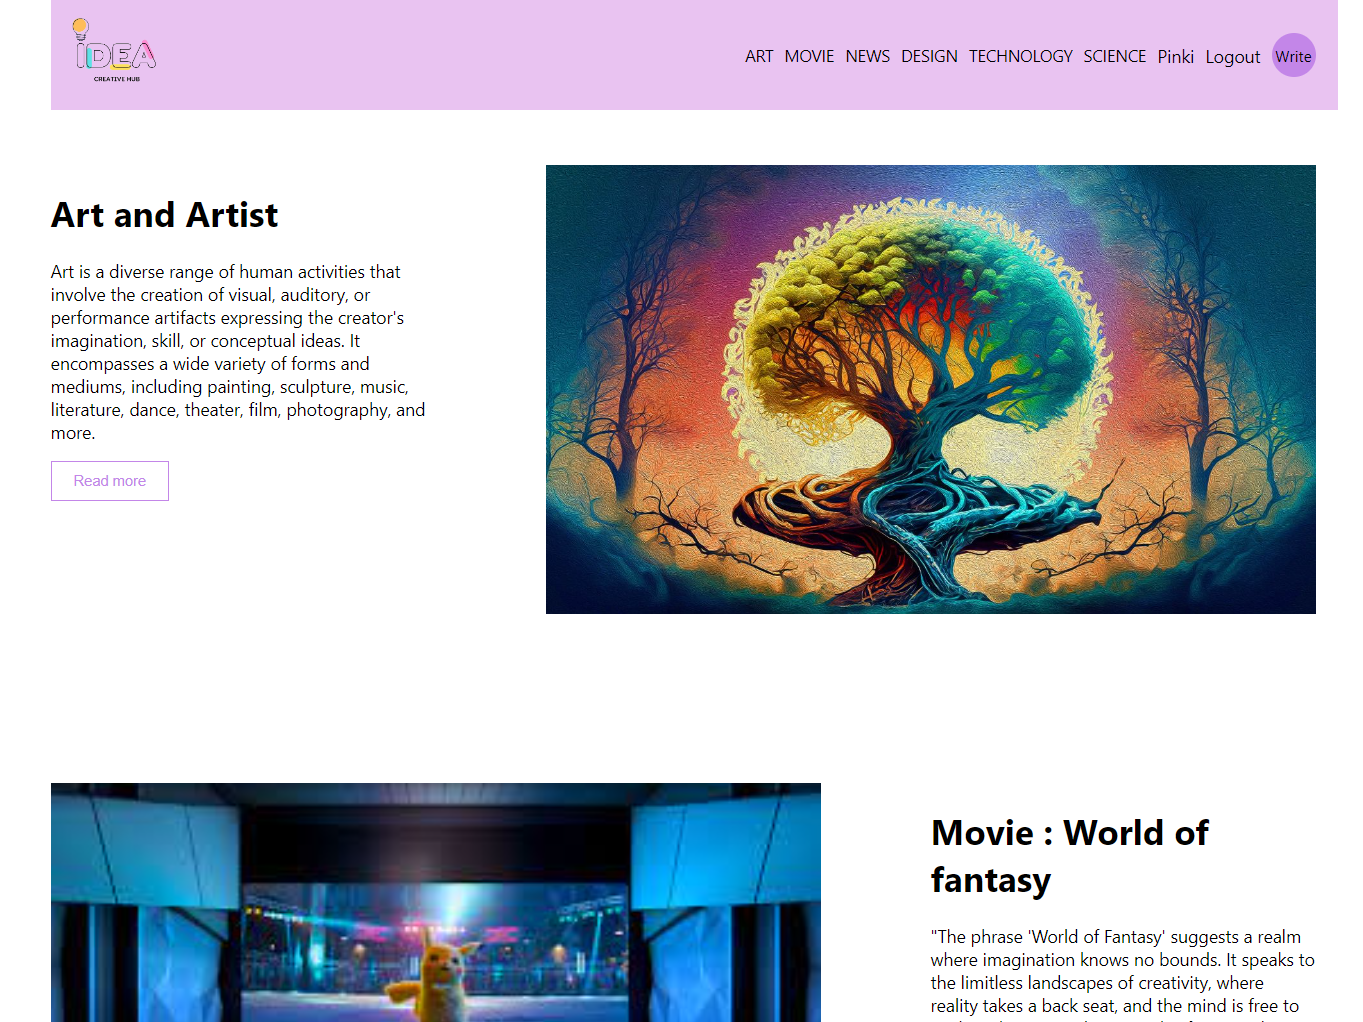 IDEA
CREATIVE HUB
ART MOVIE NEWS DESIGN TECHNOLOGY SCIENCE Pinki Logout Write
Art and Artist
Art is a diverse range of human activities that
involve the creation of visual, auditory, or
performance artifacts expressing the creator's
imagination, skill, or conceptual ideas. It
encompasses a wide variety of forms and
mediums, including painting, sculpture, music,
literature, dance, theater, film, photography, and
more.
Read more
Movie : World of
fantasy
"The phrase 'World of Fantasy' suggests a realm
where imagination knows no bounds. It speaks to
the limitless landscapes of creativity, where
reality takes a back seat, and the mind is free to